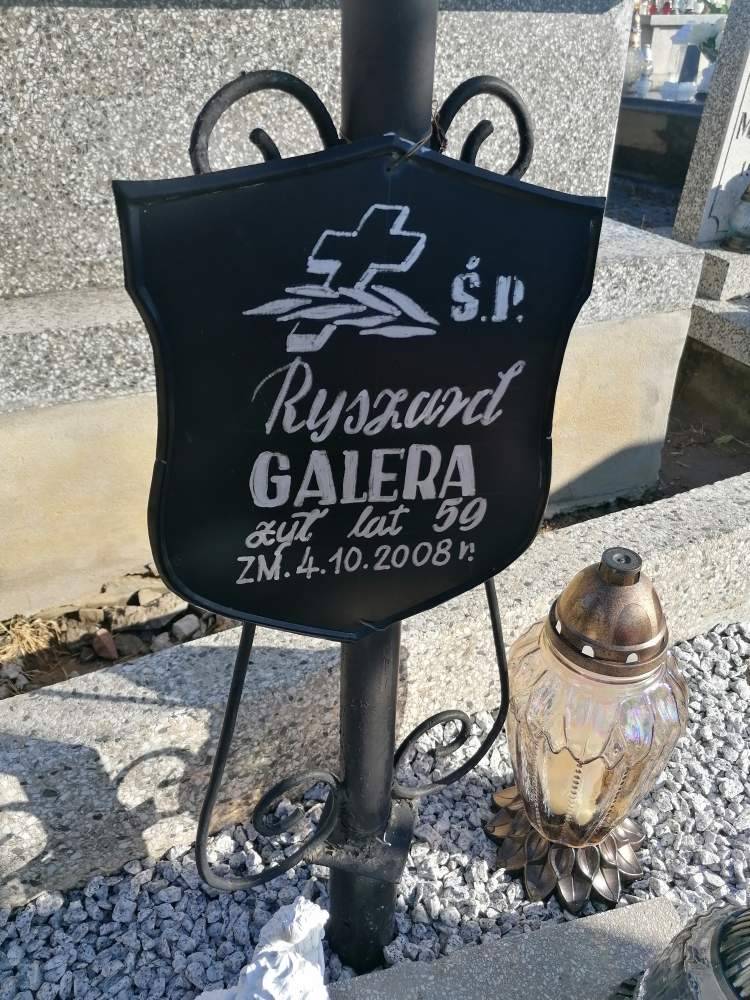 Ś.P.
Ryszard
GALERA
żył lat 59
ZM. 4.10.2008 r.